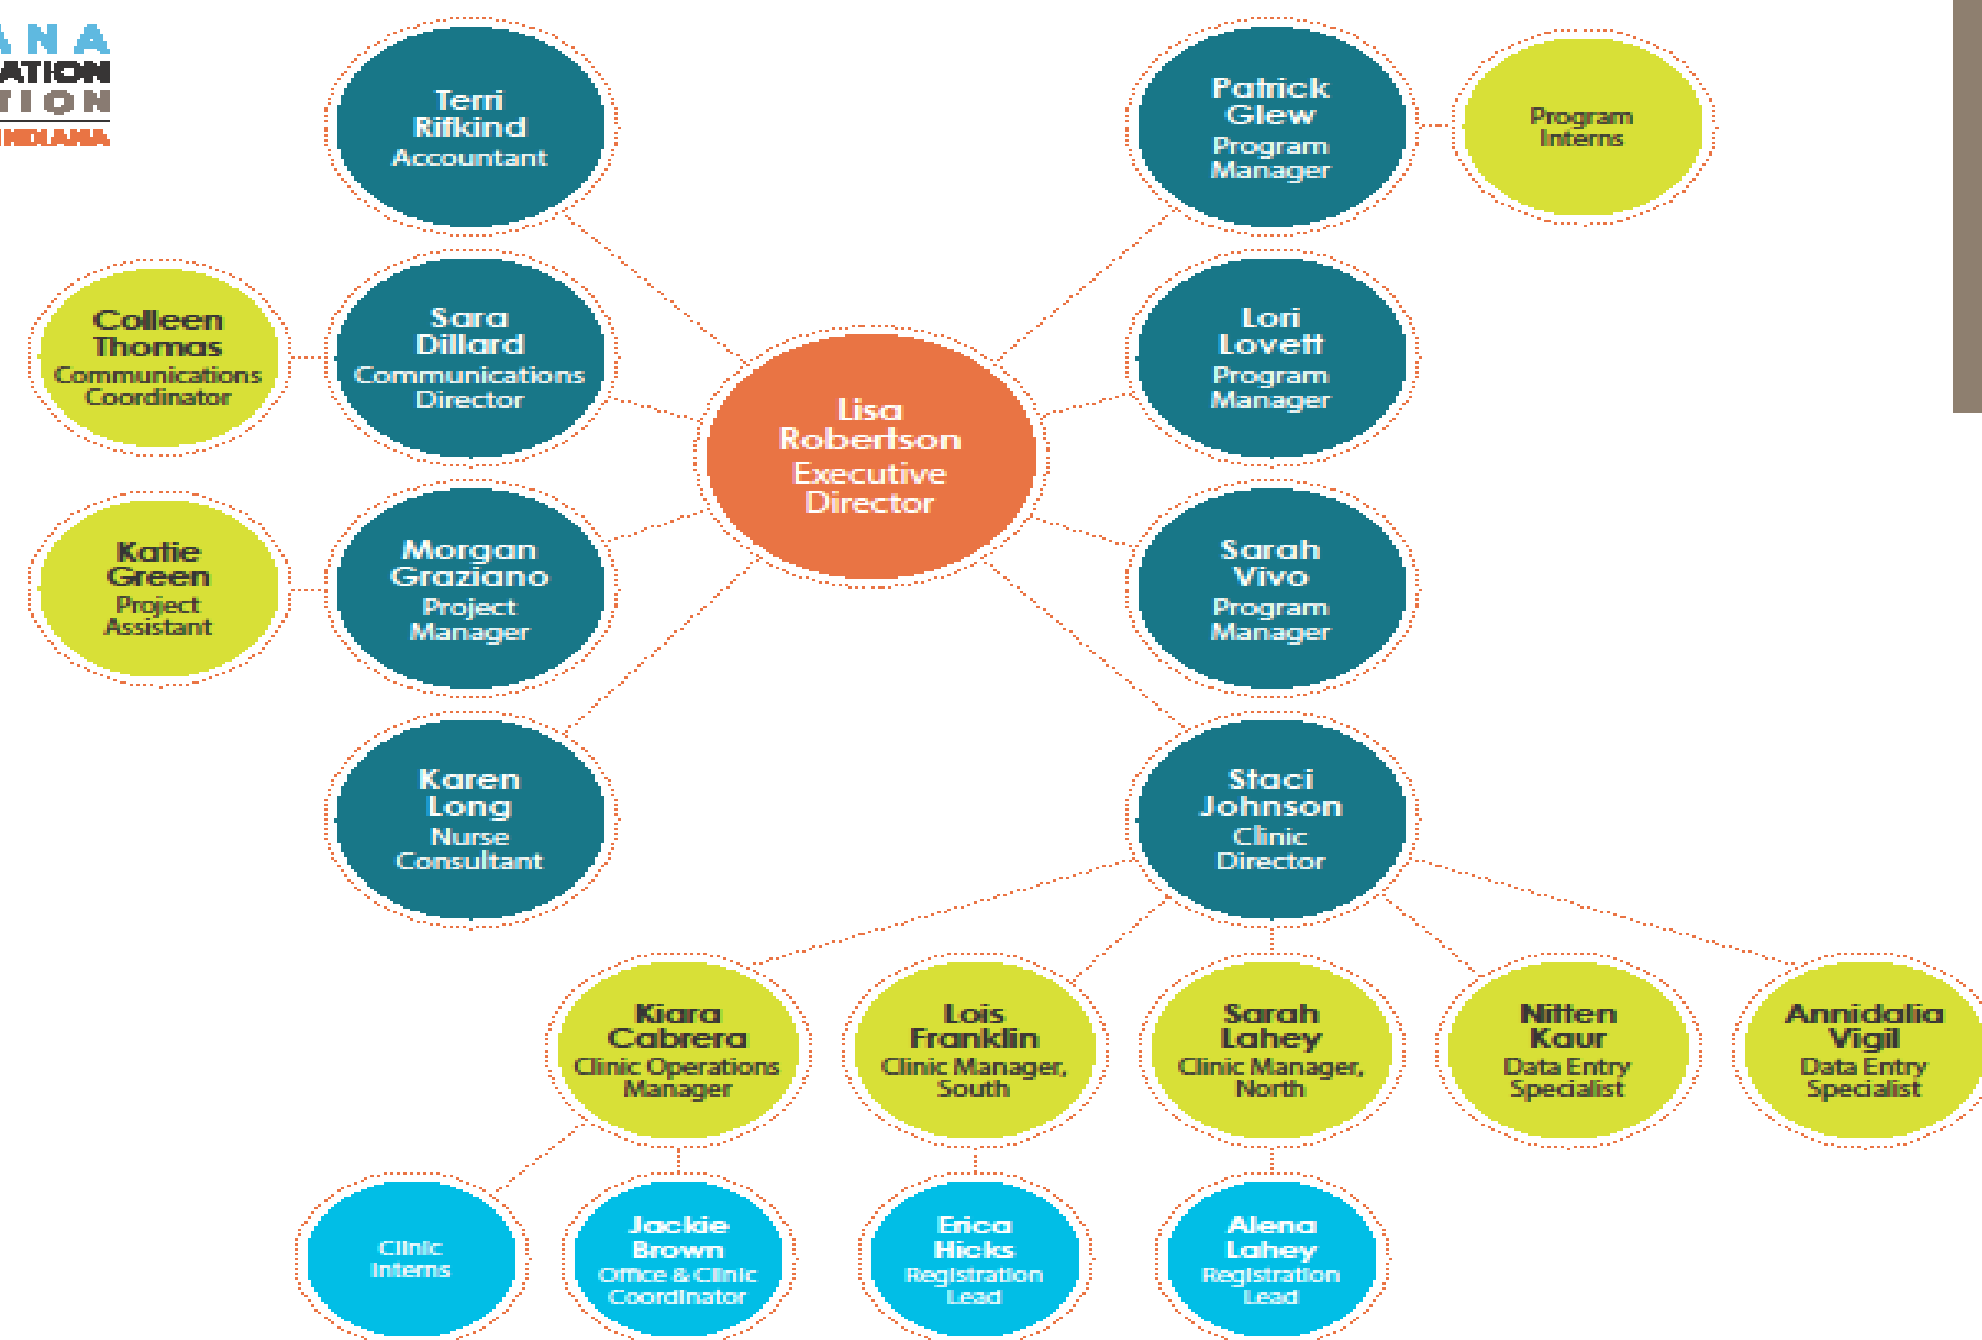 ANA
ATION
TION
INDIANA
Terri
Rifkind
Accountant
Patrick
Glew
Program
Manager
Program
Interns
Colleen
Thomas
Communications
Coordinator
Sara
Dillard
Communications
Director
Lisa
Robertson
Executive
Director
Lori
Lovett
Program
Manager
Katie
Green
Project
Assistant
Morgan
Graziano
Project
Manager
Sarah
Vivo
Program
Manager
Karen
Long
Nurse
Consultant
Staci
Johnson
Clinic
Director
Kiara
Cabrera
Clinic Operations
Manager
Lois
Franklin
Clinic Manager,
South
Sarah
Lahey
Clinic Manager,
North
Nitten
Kaur
Data Entry
Specialist
Annidalia
Vigil
Data Entry
Specialist
Clinic
Interns
Jackie
Brown
Office & Clinic
Coordinator
Erica
Hicks
Registration
Lead
Alena
Lahey
Registration
Lead